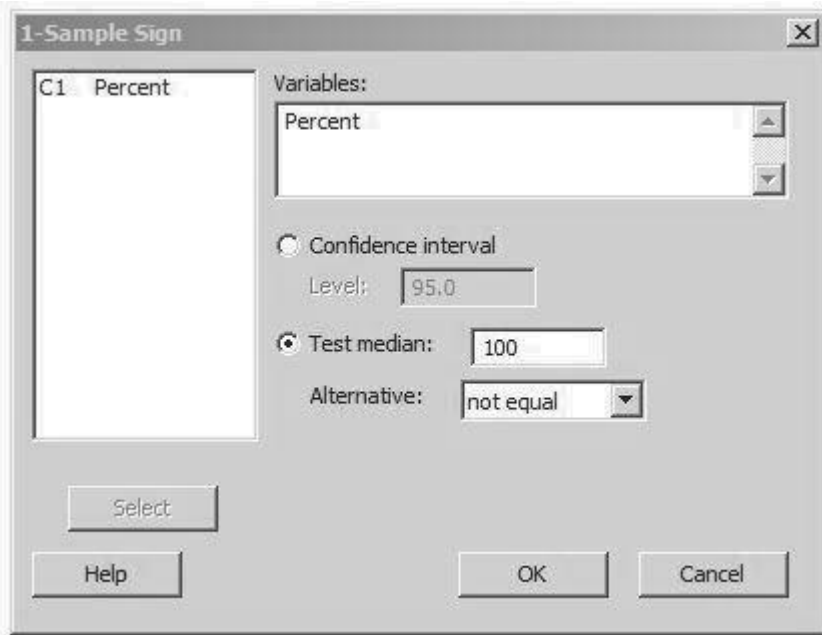 1-Sample Sign
C1 Percent
Variables:
Percent
Confidence interval
Level: 95.0
Test median: 100
Alternative: not equal
Select
Help OK Cancel